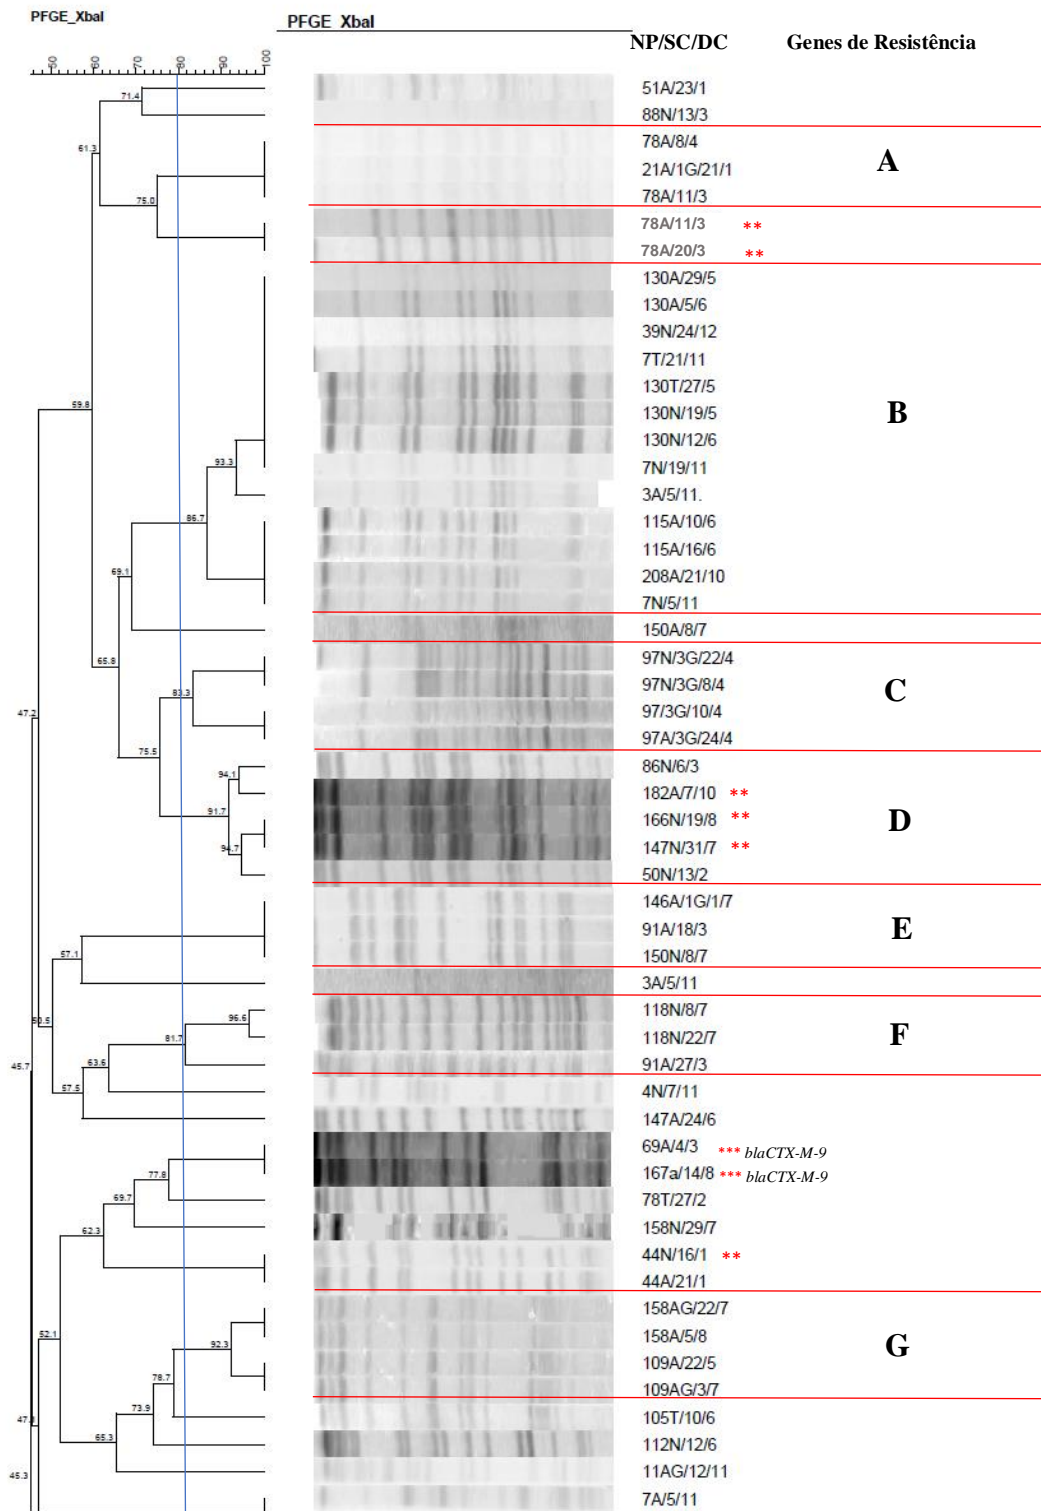 PFGE_XbaI
PFGE_XbaI
NP/SC/DC Genes de Resistência
50 60 70 80 90 100
51A/23/1
71.4
88N/13/3
78A/8/4
61.3
A
21A/1G/21/1
75.0
78A/11/3
78A/11/3 **
78A/20/3 **
130A/29/5
130A/5/6
39N/24/12
7T/21/11
130T/27/5
59.8
130N/19/5
B
130N/12/6
93.3
7N/19/11
3A/5/11.
86.7
115A/10/6
115A/16/6
69.1
208A/21/10
7N/5/11
150A/8/7
65.8
97N/3G/22/4
97N/3G/8/4
83.3
C
97/3G/10/4
47.2
97A/3G/24/4
75.5
86N/6/3
94.1
182A/7/10 **
91.7
166N/19/8 **
D
147N/31/7 **
94.7
50N/13/2
146A/1G/1/7
91A/18/3
E
57.1
150N/8/7
3A/5/11
96.6
118N/8/7
50.5
81.7
118N/22/7
F
45.7
63.6
91A/27/3
57.5
4N/7/11
147A/24/6
69A/4/3 *** blaCTX-M-9
77.8
167a/14/8 *** blaCTX-M-9
69.7
78T/27/2
62.3
158N/29/7
44N/16/1 **
44A/21/1
158AG/22/7
52.1
92.3
158A/5/8
G
78.7
109A/22/5
109AG/3/7
73.9
105T/10/6
47.1
65.3
112N/12/6
45.3
11AG/12/11
7A/5/11